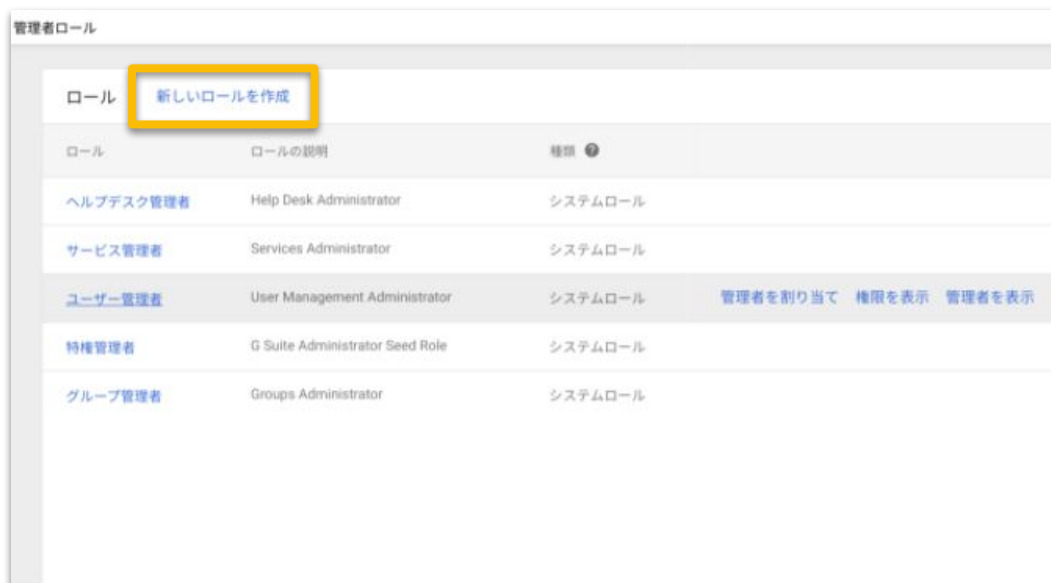 管理者ロール
ロール 新しいロールを作成
ロール ロールの説明 種類 ?
ヘルプデスク管理者 Help Desk Administrator システムロール
サービス管理者 Services Administrator システムロール
ユーザー管理者 User Management Administrator システムロール 管理者を割り当て 権限を表示 管理者を表示
特権管理者 G Suite Administrator Seed Role システムロール
グループ管理者 Groups Administrator システムロール